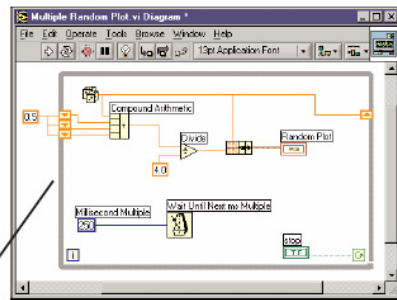 Multiple Random Plot.vi Diagram *
File Edit Operate Tools Browse Window Help
13pt Application Font
Compound Arithmetic
0.5
Divide
Random Plot
4.0
Millisecond Multiple
Wait Until Next ms Multiple
250
stop
TF
i